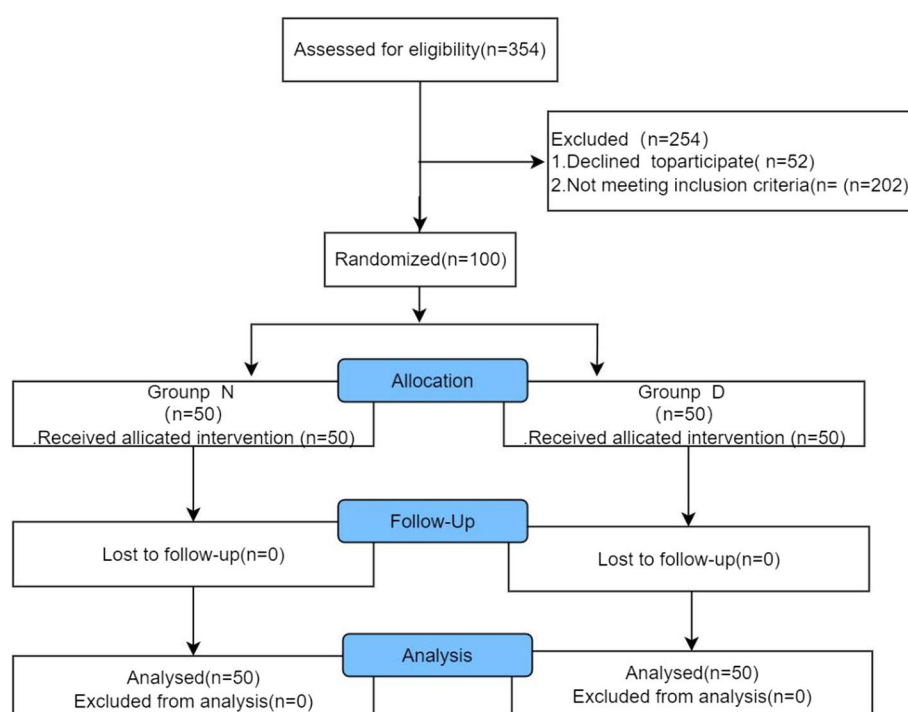 Assessed for eligibility(n=354)
Excluded (n=254)
1.Declined toparticipate( n=52)
2.Not meeting inclusion criteria(n= (n=202)
Randomized(n=100)
Allocation
Grounp N
(n=50)
.Received allicated intervention (n=50)
Grounp D
(n=50)
.Received allicated intervention (n=50)
Follow-Up
Lost to follow-up(n=0)
Lost to follow-up(n=0)
Analysis
Analysed(n=50)
Excluded from analysis(n=0)
Analysed(n=50)
Excluded from analysis(n=0)